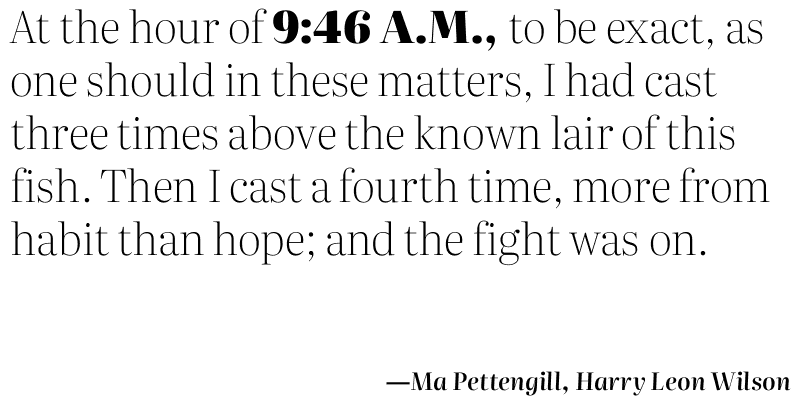 At the hour of 9:46 A.M., to be exact, as
one should in these matters, I had cast
three times above the known lair of this
fish. Then I cast a fourth time, more from
habit than hope; and the fight was on.
—Ma Pettengill, Harry Leon Wilson